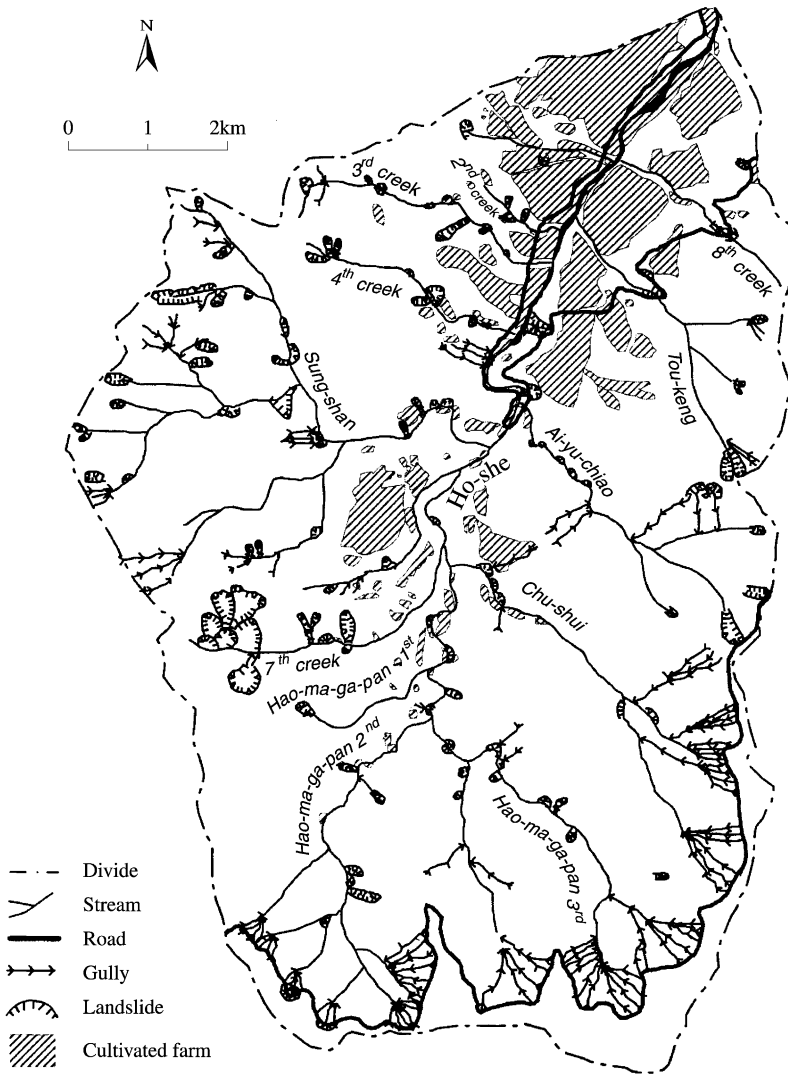 N
0 1 2km
3rd creek
2nd creek
4th creek
8th creek
Sung-shan
Tou-keng
Ai-yu-chiao
Ho-she
Chu-shui
7th creek
Hao-ma-ga-pan 1st
Hao-ma-ga-pan 2nd
Hao-ma-ga-pan 3rd
Divide
Stream
Road
Gully
Landslide
Cultivated farm